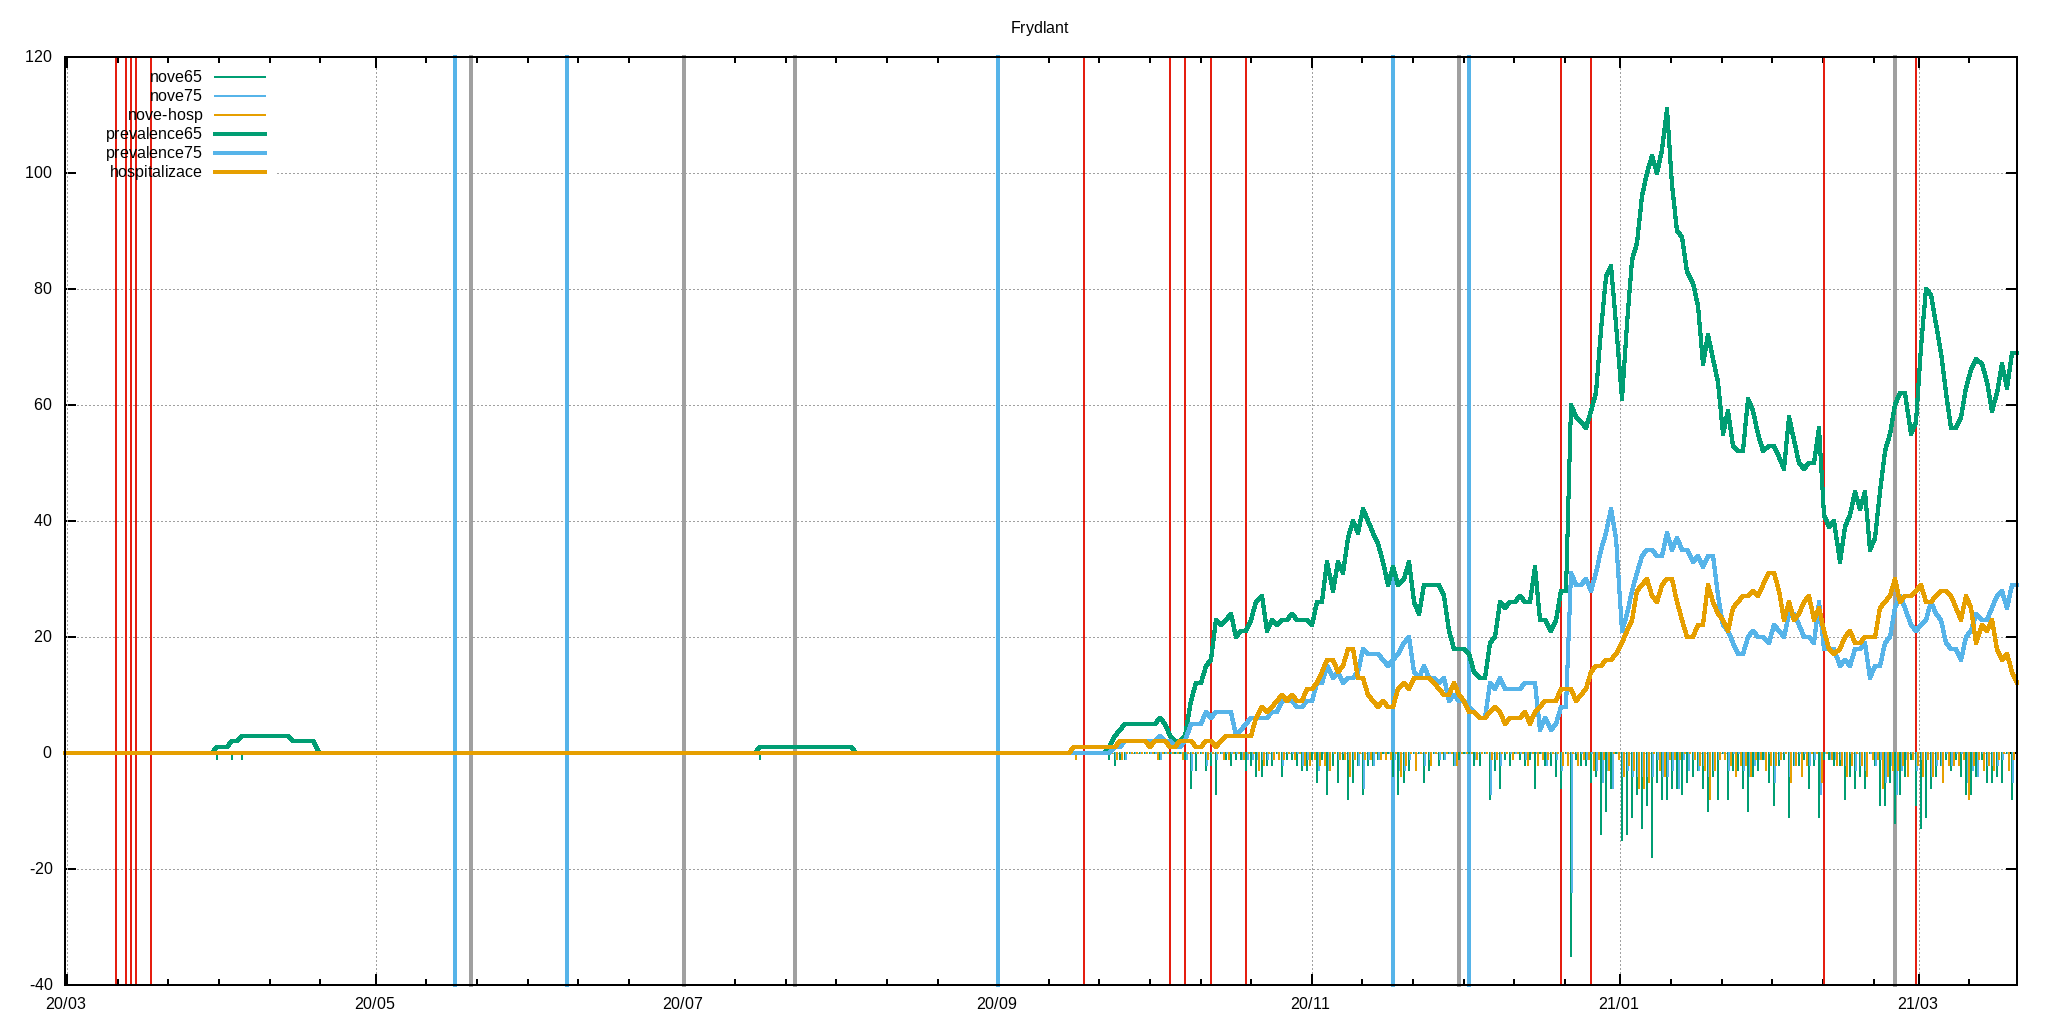 Frydlant
120
nove65
nove75
nove-hosp
prevalence65
prevalence75
hospitalizace
100
80
60
40
20
0
-20
-40
20/03 20/05 20/07 20/09 20/11 21/01 21/03